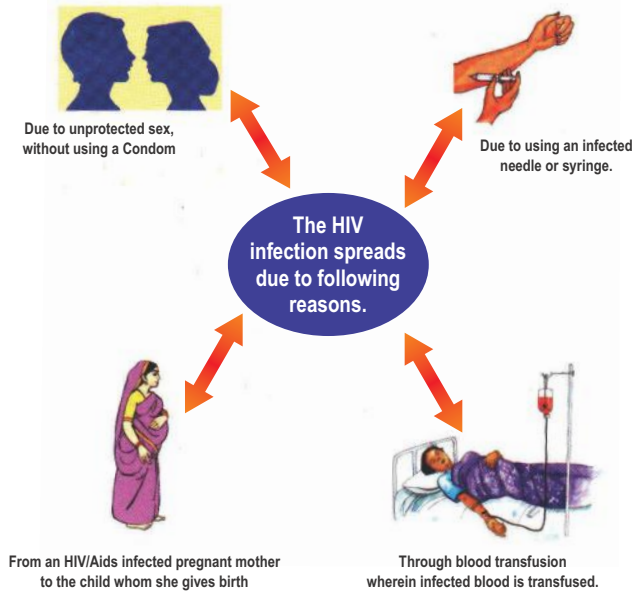 Due to unprotected sex,
without using a Condom
Due to using an infected
needle or syringe.
The HIV
infection spreads
due to following
reasons.
From an HIV/Aids infected pregnant mother
to the child whom she gives birth
Through blood transfusion
wherein infected blood is transfused.